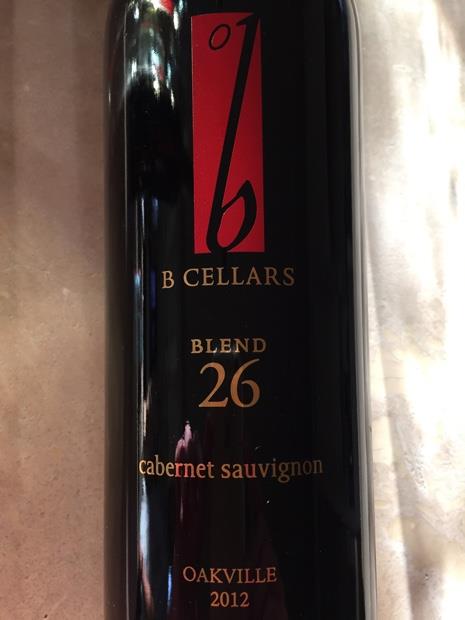 °b
B CELLARS
BLEND
26
cabernet sauvignon
OAKVILLE
2012